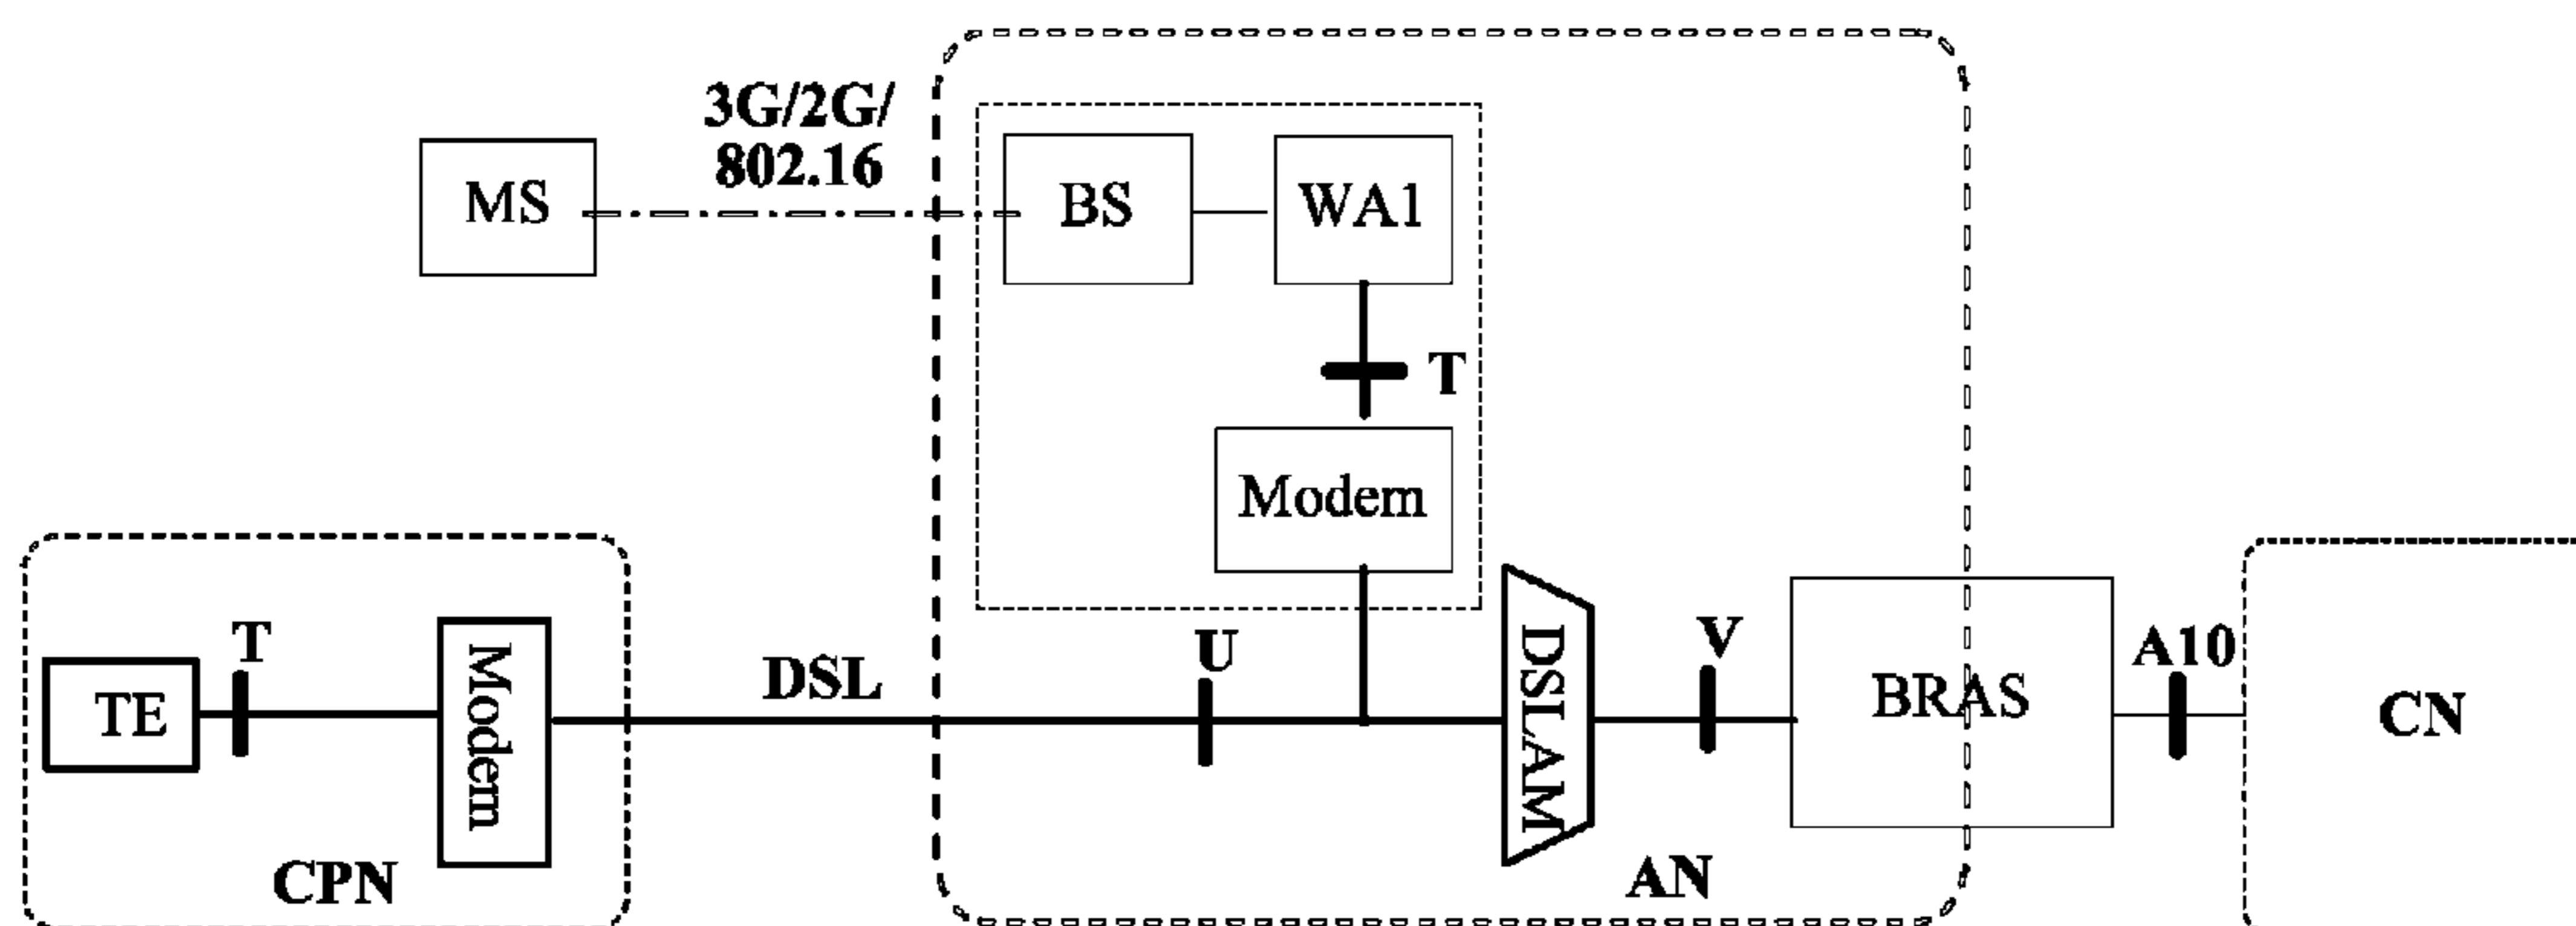 3G/2G/
802.16
MS
BS
WA1
T
Modem
T
U
V
A10
TE
Modem
DSL
DSLAM
BRAS
CN
CPN
AN